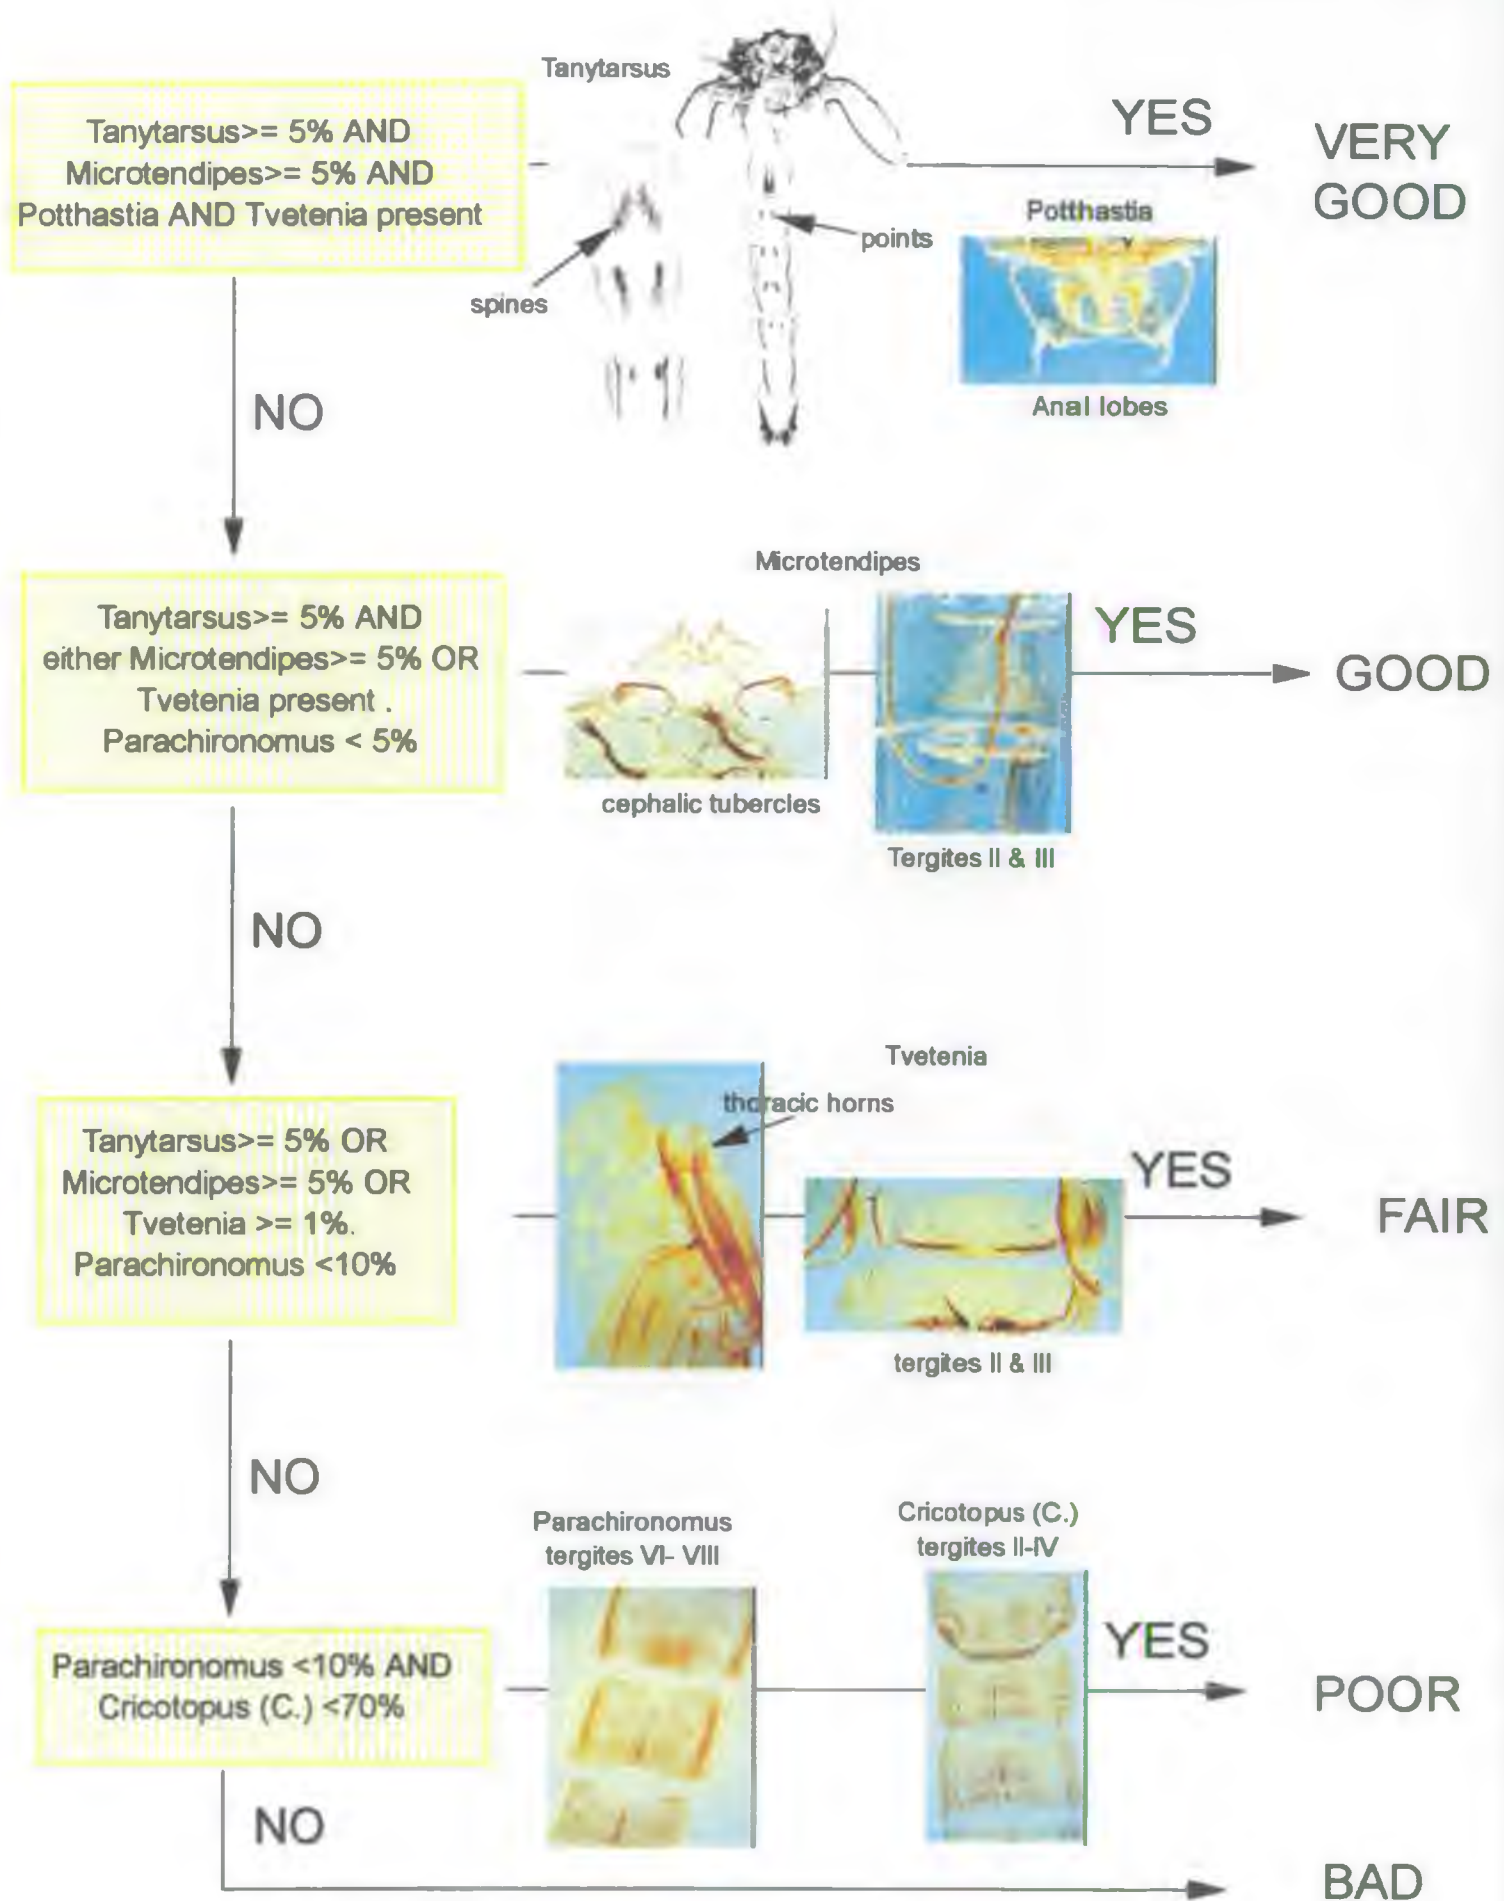 Tanytarsus
Tanytarsus>= 5% AND
Microtendipes>= 5% AND
Potthastia AND Tvetenia present
YES
VERY
GOOD
Potthastia
points
spines
Anal lobes
NO
Microtendipes
Tanytarsus>= 5% AND
either Microtendipes>= 5% OR
Tvetenia present .
Parachironomus < 5%
YES
GOOD
cephalic tubercles
Tergites II & III
NO
Tvetenia
thoracic horns
Tanytarsus>= 5% OR
Microtendipes>= 5% OR
Tvetenia >= 1%.
Parachironomus <10%
YES
FAIR
tergites II & III
NO
Parachironomus
tergites VI- VIII
Cricotopus (C.)
tergites II-IV
Parachironomus <10% AND
Cricotopus (C.) <70%
YES
POOR
NO
BAD